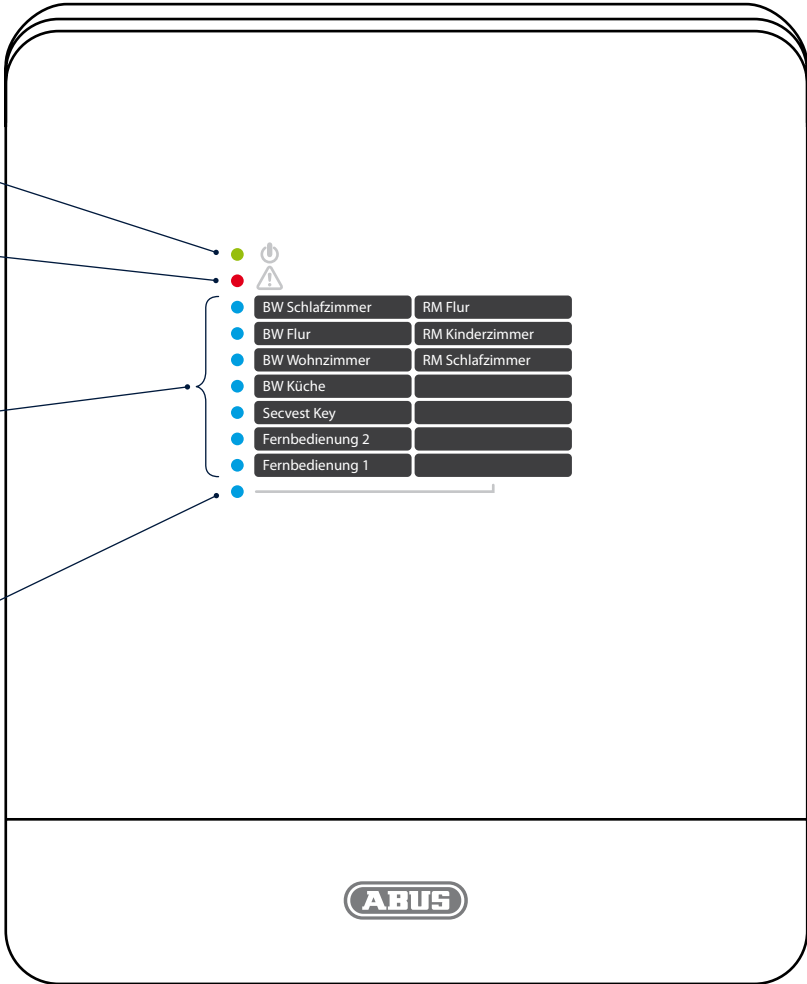 BW Schlafzimmer RM Flur
BW Flur RM Kinderzimmer
BW Wohnzimmer RM Schlafzimmer
BW Küche
Secvest Key
Fernbedienung 2
Fernbedienung 1
ABUS